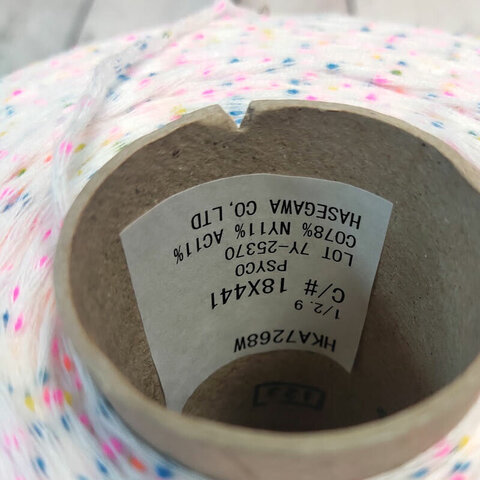 HKA7268W
1/2.9
C/# 18X441
PSYCO
LOT 7Y-25370
CO78% NY11% AC11%
HASEGAWA CO,LTD